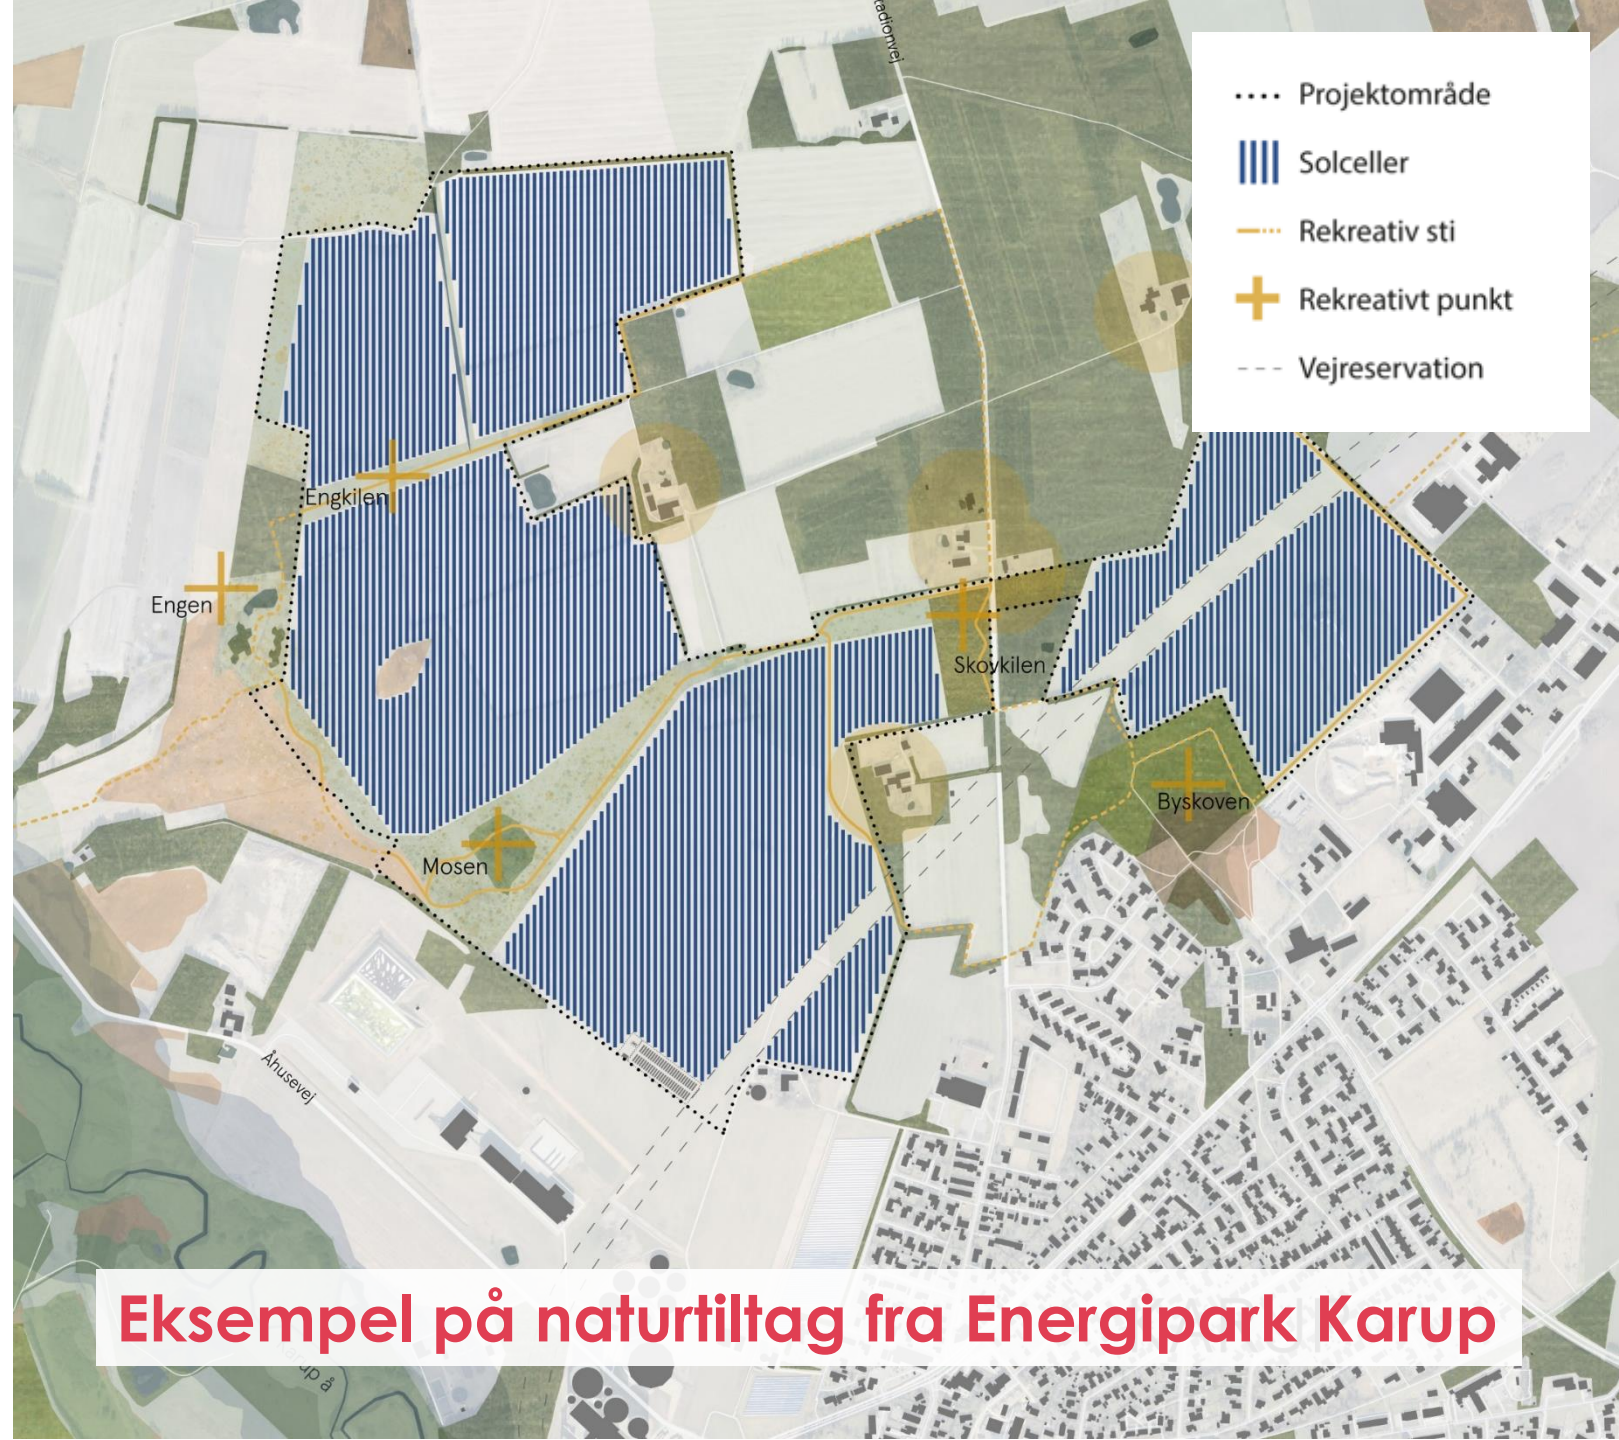 Projektområde
Solceller
Rekreativ sti
Rekreativt punkt
Vejreservation
Engkilen
Engen
Skovkilen
Byskoven
Mosen
Åhusevej
Eksempel på naturtiltag fra Energipark Karup